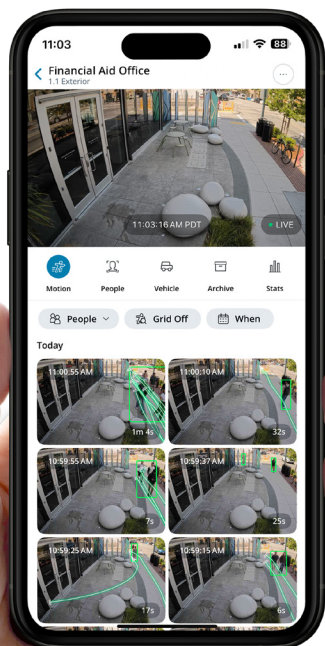 11:03
88
Financial Aid Office
1.1 Exterior
11:03:16 AM PDT
LIVE
Motion People Vehicle Archive Stats
People Grid Off When
Today
11:00:55 AM 11:00:10 AM
1m 4s 32s
10:59:55 AM 10:59:37 AM
7s 25s
10:59:25 AM 10:59:15 AM
17s 6s